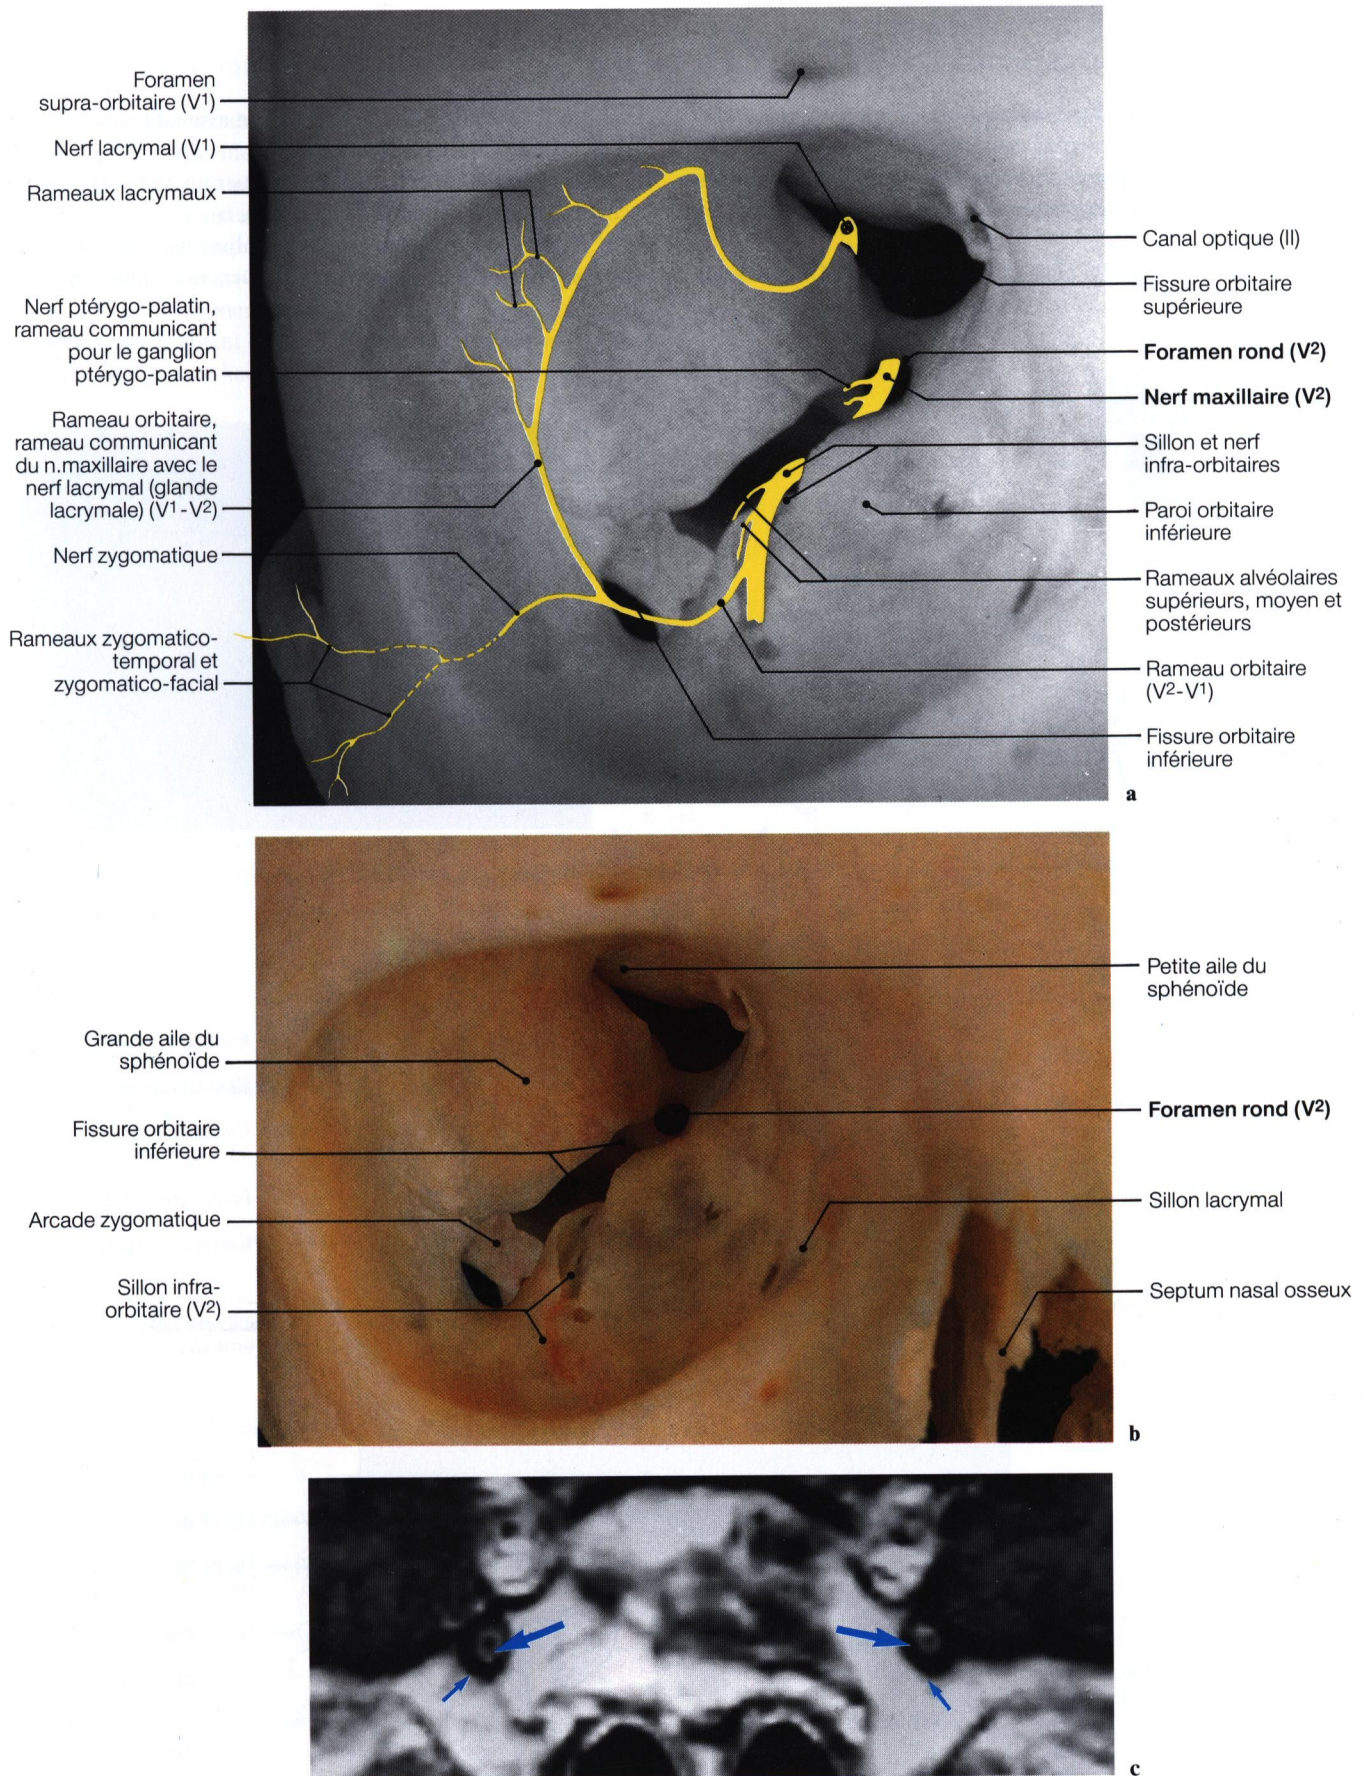 Foramen
supra-orbitaire (V1)
Nerf lacrymal (V1)
Rameaux lacrymaux
Nerf ptérygo-palatin,
rameau communicant
pour le ganglion
ptérygo-palatin
Rameau orbitaire,
rameau communicant
du n.maxillaire avec le
nerf lacrymal (glande
lacrymale) (V1-V2)
Nerf zygomatique
Rameaux zygomatico-
temporal et
zygomatico-facial
Canal optique (II)
Fissure orbitaire
supérieure
Foramen rond (V2)
Nerf maxillaire (V2)
Sillon et nerf
infra-orbitaires
Paroi orbitaire
inférieure
Rameaux alvéolaires
supérieurs, moyen et
postérieurs
Rameau orbitaire
(V2-V1)
Fissure orbitaire
inférieure
a
Grande aile du
sphénoïde
Fissure orbitaire
inférieure
Arcade zygomatique
Sillon infra-
orbitaire (V2)
Petite aile du
sphénoïde
Foramen rond (V2)
Sillon lacrymal
Septum nasal osseux
b
c